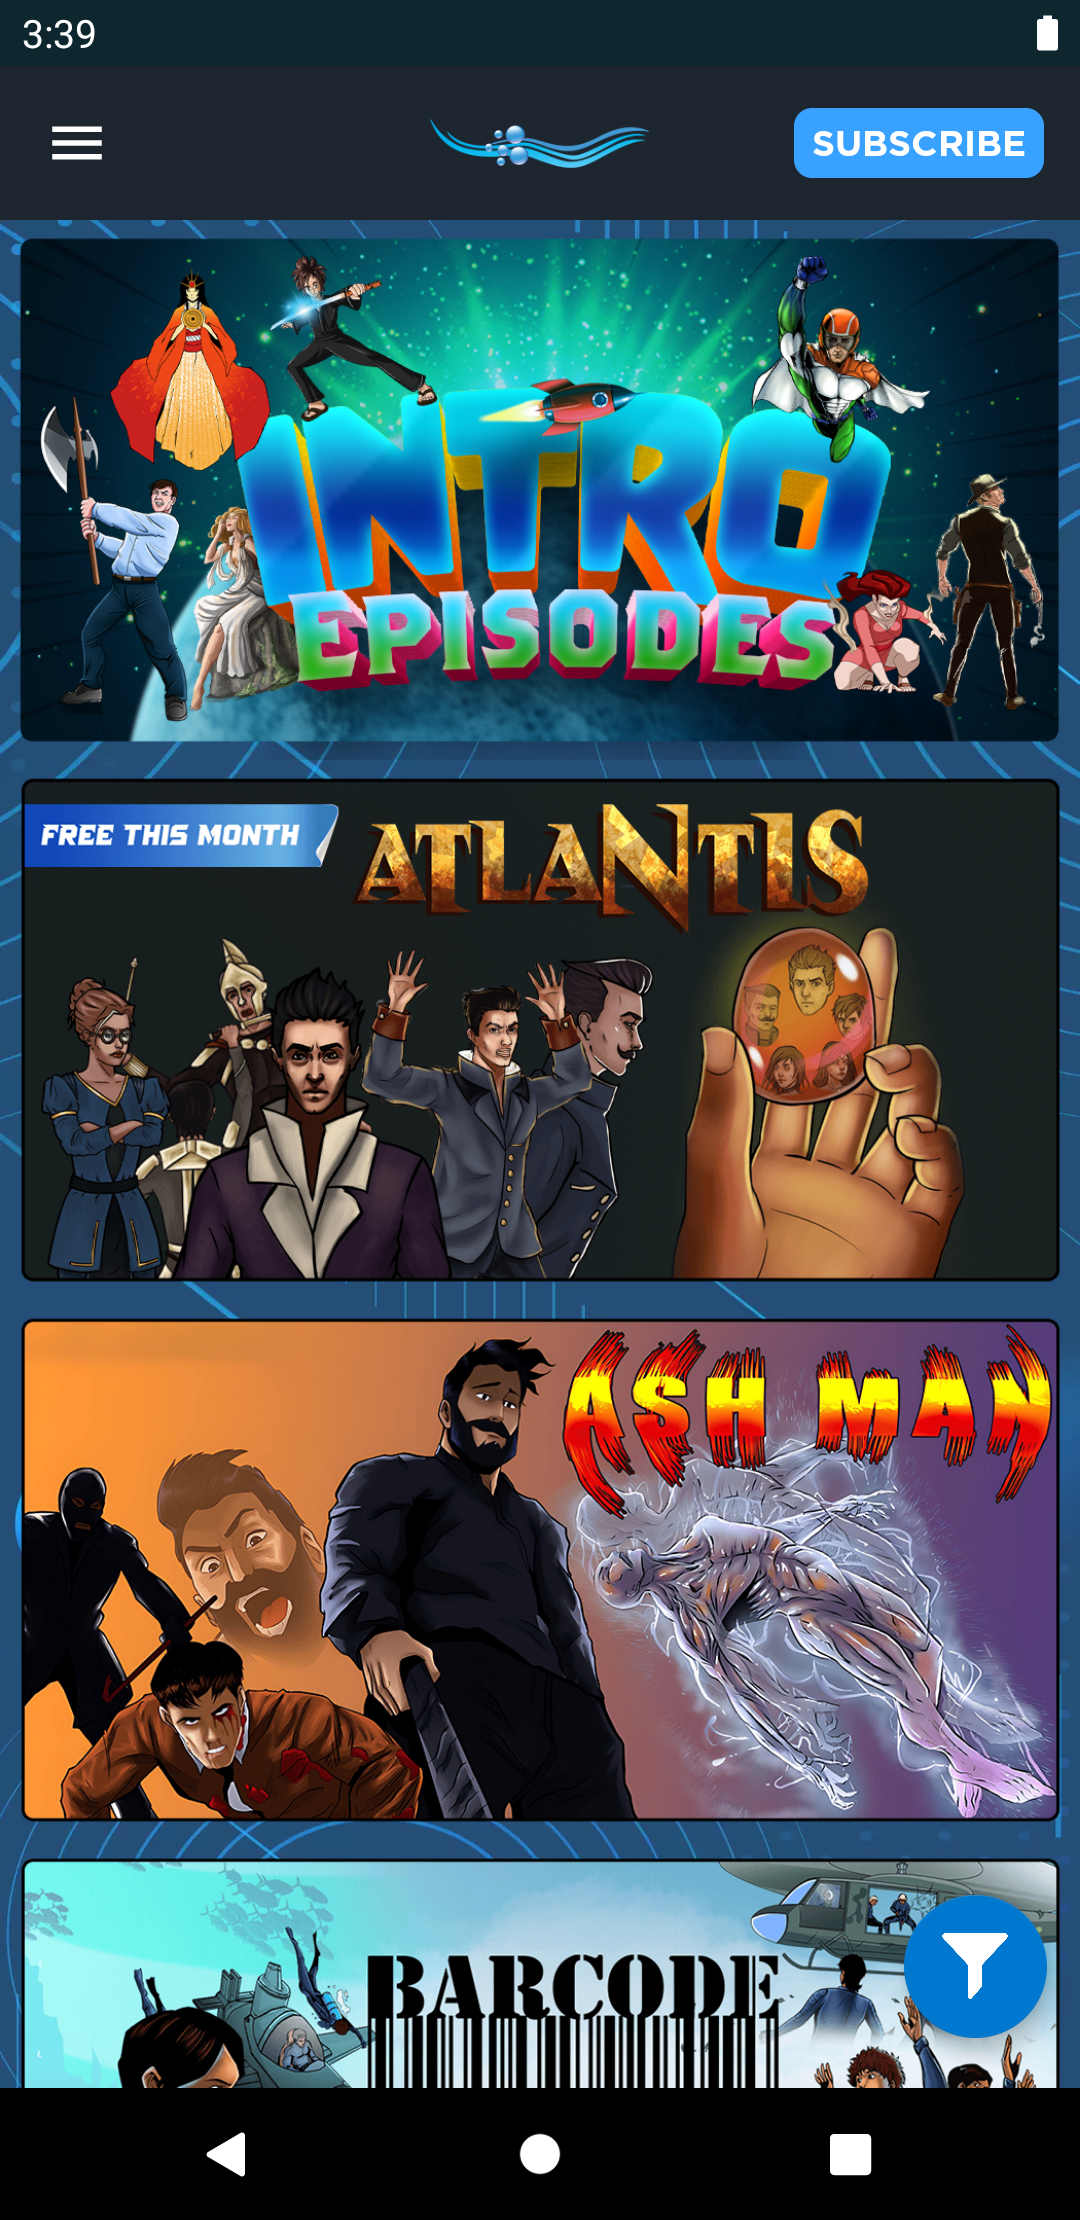 3:39
SUBSCRIBE
INTRO
EPISODES
FREE THIS MONTH
ATLANTIS
ASH MAN
BARCODE